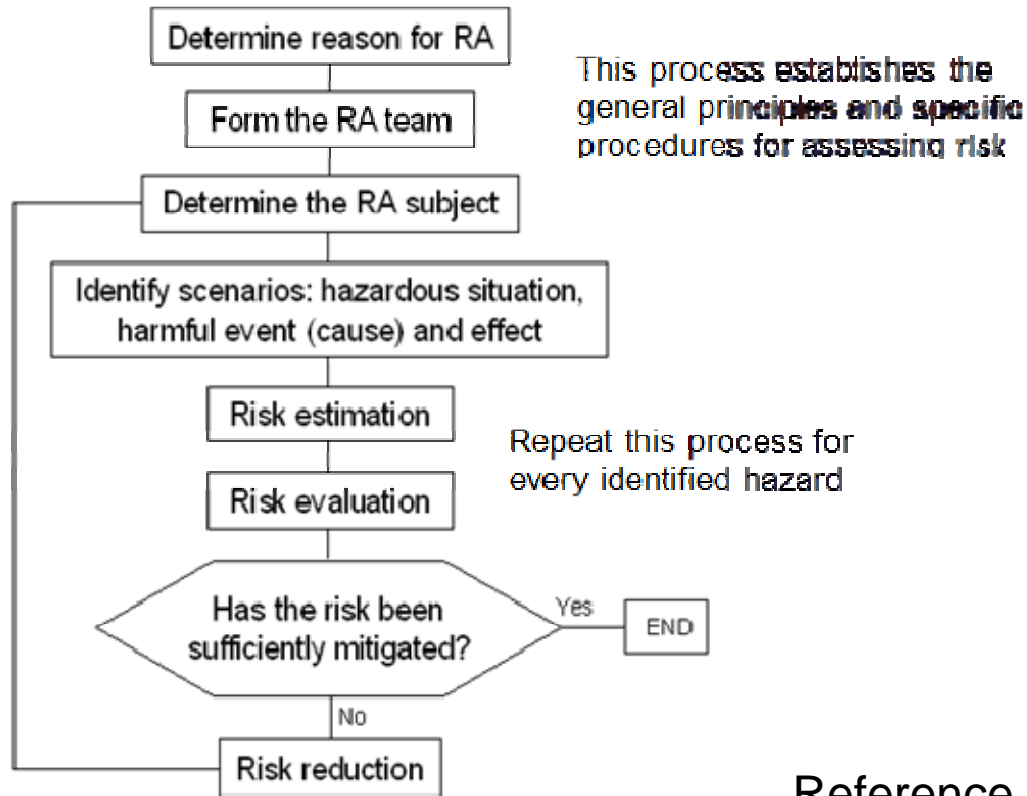 Determine reason for RA
This process establishes the
general principles and specific
procedures for assessing risk
Form the RA team
Determine the RA subject
Identify scenarios: hazardous situation,
harmful event (cause) and effect
Risk estimation
Repeat this process for
every identified hazard
Risk evaluation
Has the risk been
sufficiently mitigated?
Yes
END
No
Risk reduction
Reference